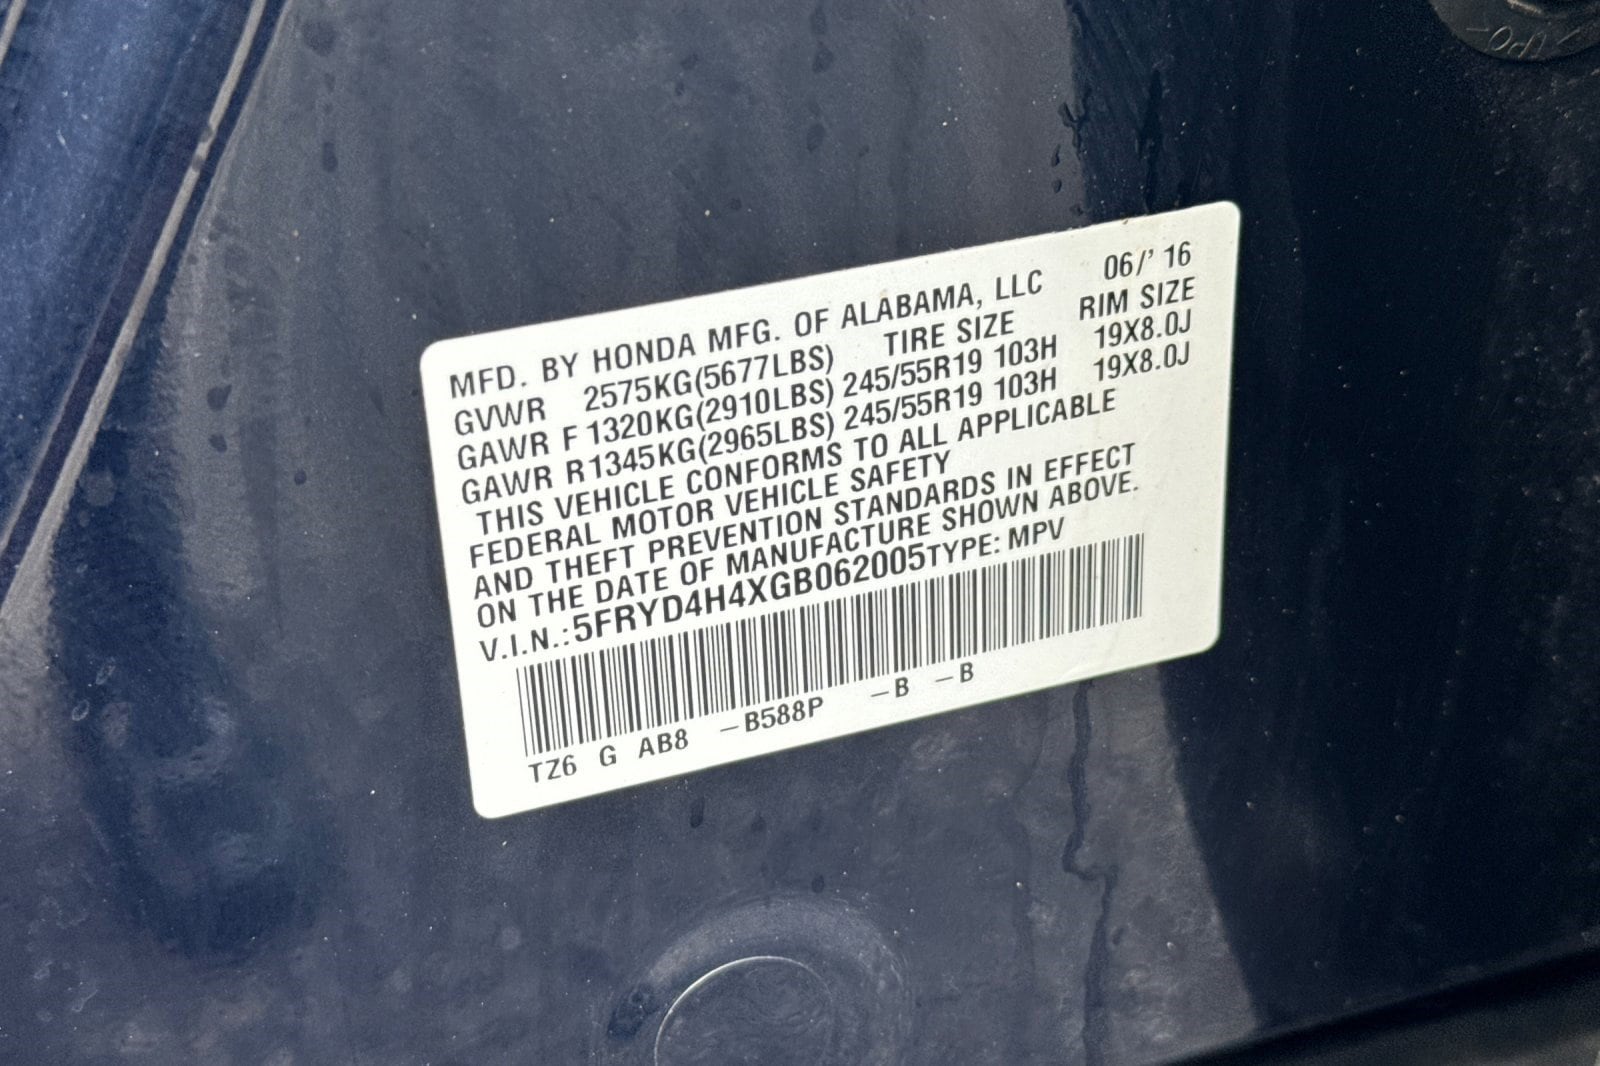 MFD. BY HONDA MFG. OF ALABAMA, LLC 06/' 16
GVWR 2575KG(5677LBS) TIRE SIZE RIM SIZE
GAWR F 1320KG(2910LBS) 245/55R19 103H 19X8.0J
GAWR R1345KG(2965LBS) 245/55R19 103H 19X8.0J
THIS VEHICLE CONFORMS TO ALL APPLICABLE
FEDERAL MOTOR VEHICLE SAFETY
AND THEFT PREVENTION STANDARDS IN EFFECT
ON THE DATE OF MANUFACTURE SHOWN ABOVE.
V.I.N.:5FRYD4H4XGB062005TYPE: MPV
TZ6 G AB8 –B588P –B –B